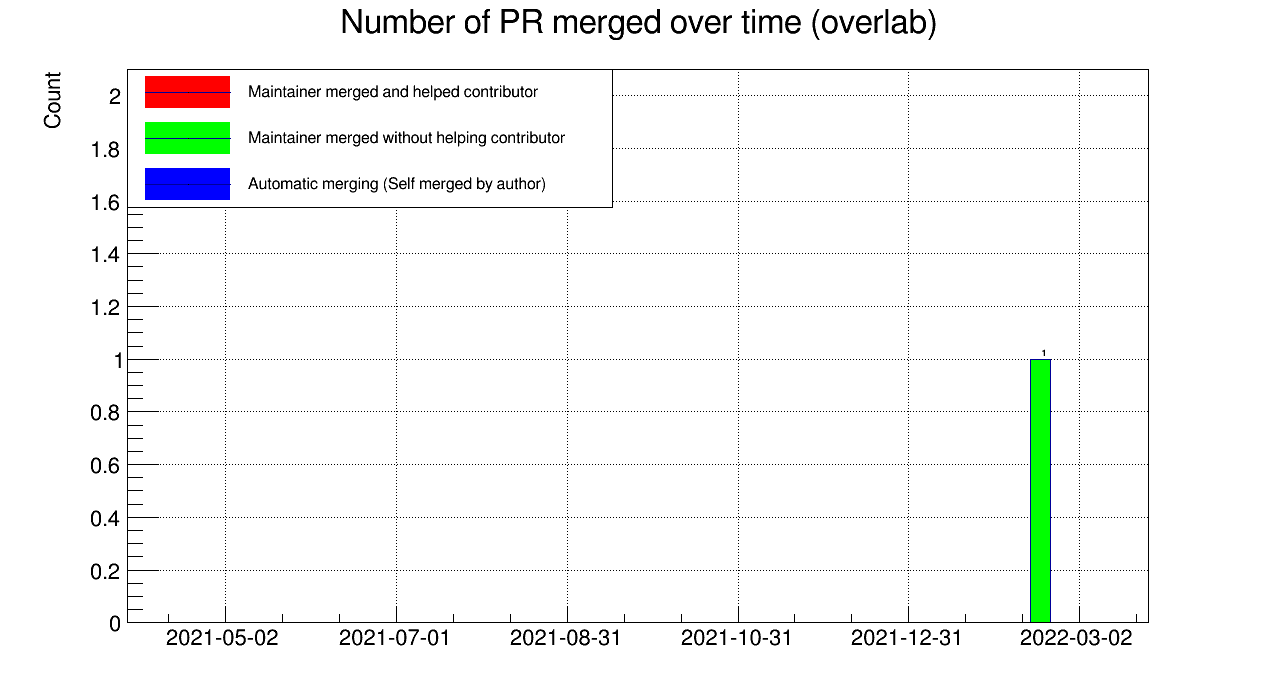 Number of PR merged over time (overlab)
Count
Maintainer merged and helped contributor
Maintainer merged without helping contributor
Automatic merging (Self merged by author)
2
1.8
1.6
1.4
1.2
1
0.8
0.6
0.4
0.2
0
1
2021-05-02 2021-07-01 2021-08-31 2021-10-31 2021-12-31 2022-03-02